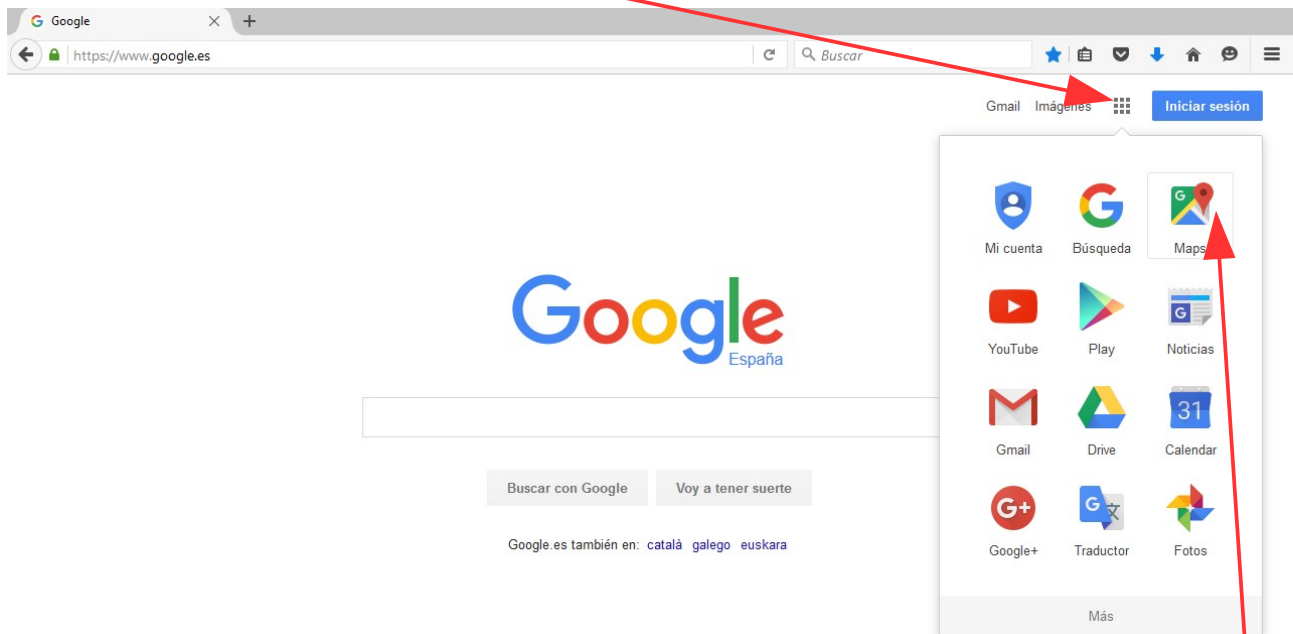 Google
https://www.google.es
Buscar
Gmail Imágenes Iniciar sesión
Mi cuenta Búsqueda Maps
YouTube Play Noticias
Gmail Drive Calendar
31
Google+ Traductor Fotos
G+
Más
Google
España
Buscar con Google Voy a tener suerte
Google.es también en: català galego euskara